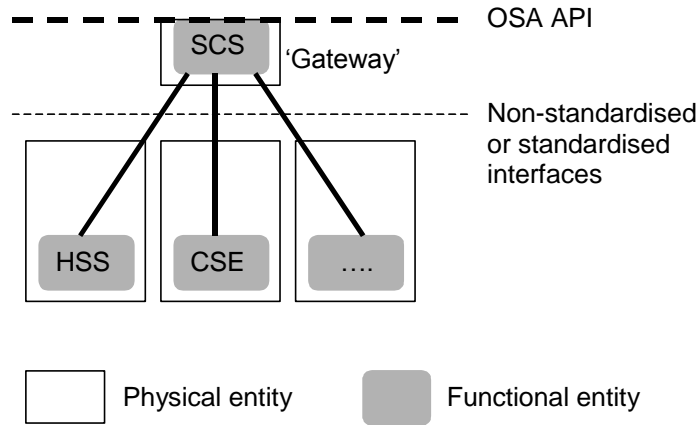 OSA API
SCS
‘Gateway’
Non-standardised
or standardised
interfaces
HSS
CSE
….
Physical entity
Functional entity